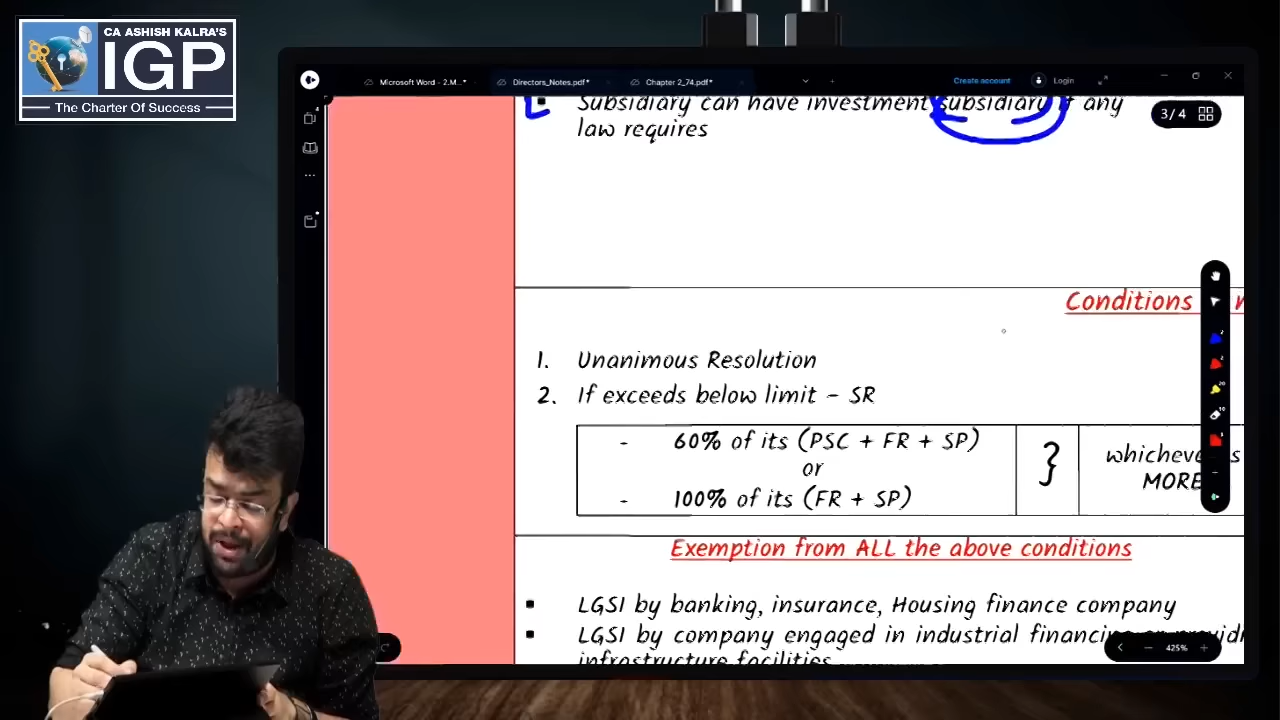 CA ASHISH KALRA'S
IGP
The Charter Of Success
Microsoft Word - 2.M...*
Directors_Notes.pdf*
Chapter 2_74.pdf*
Create account
Login
Subsidiary can have investment subsidiary if any
law requires
3/4
Conditions
1. Unanimous Resolution
2. If exceeds below limit - SR
- 60% of its (PSC + FR + SP)
or
- 100% of its (FR + SP)
}
MORE
Exemption from ALL the above conditions
LGSI by banking, insurance, Housing finance company
LGSI by company engaged in industrial financing or
infrastructure facilities
425%